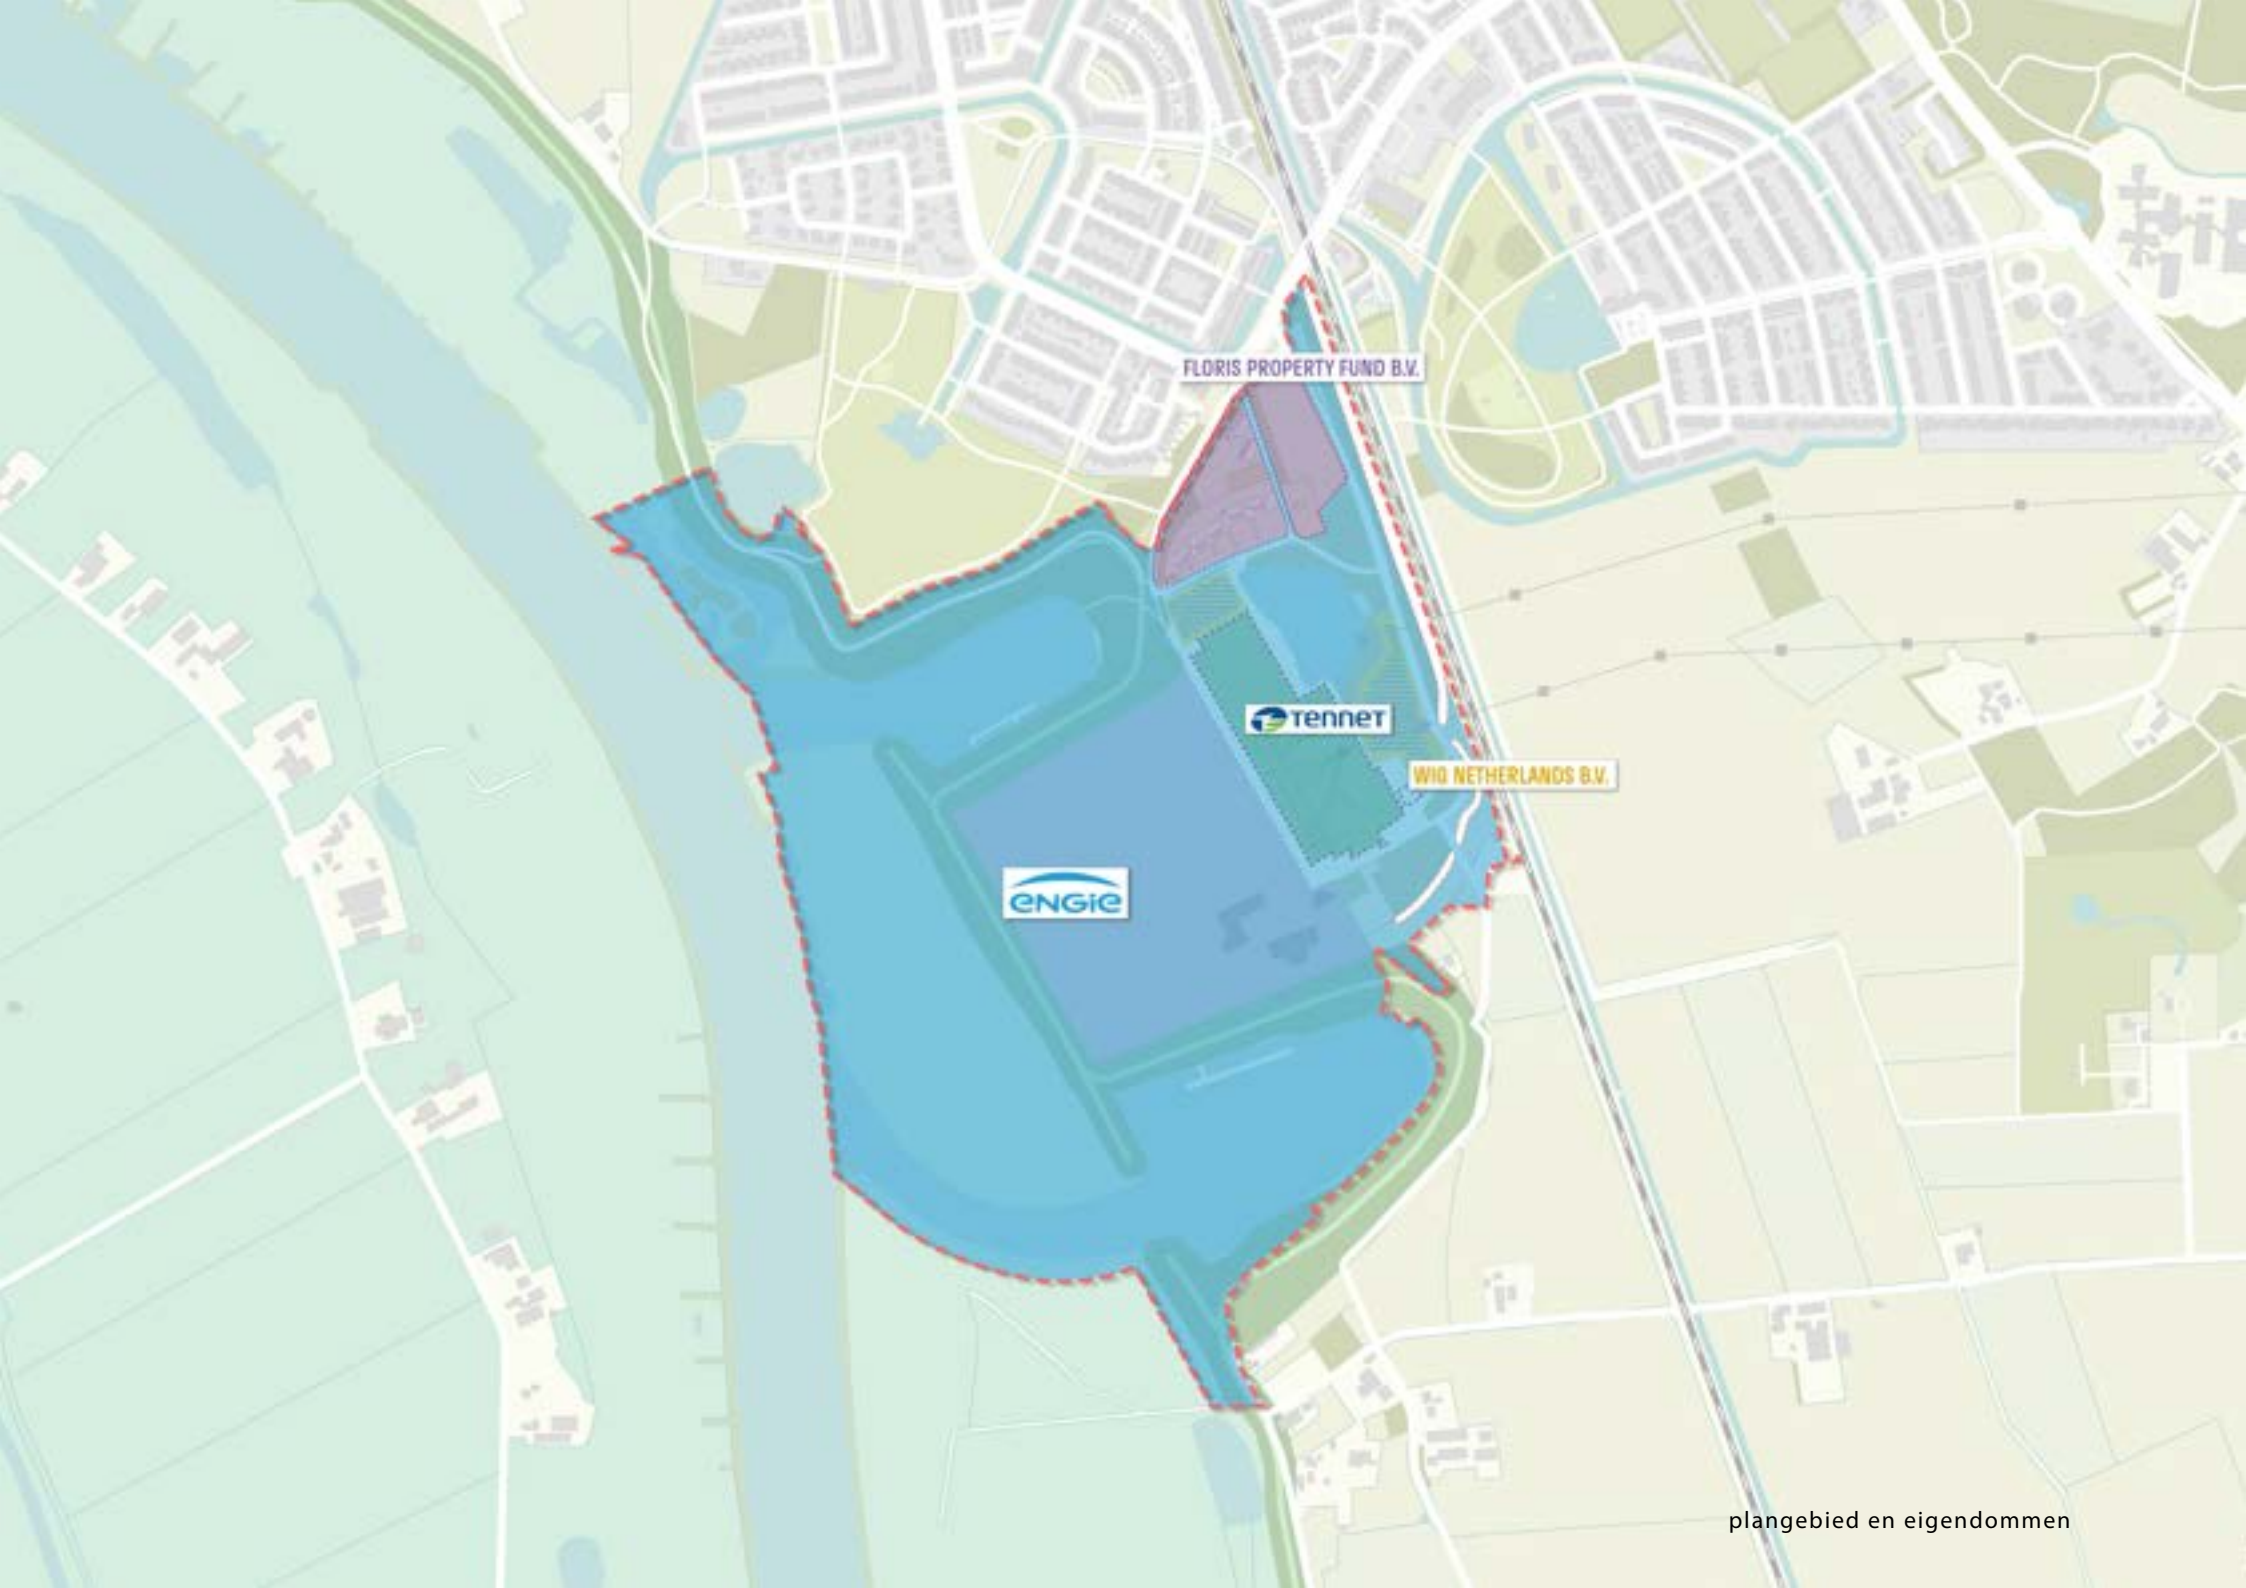 FLORIS PROPERTY FUND B.V.
TenneT
WIG NETHERLANDS B.V.
ENGIE
plangebied en eigendommen